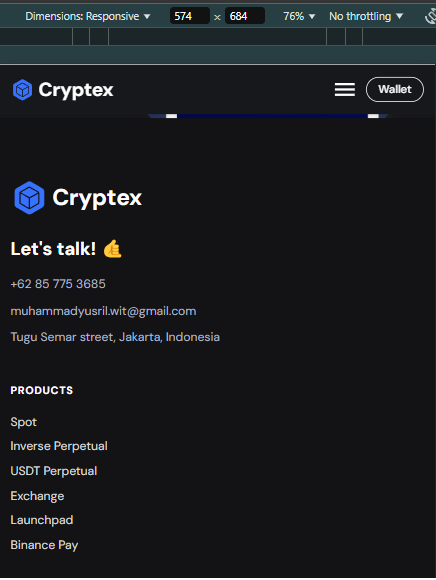 Dimensions: Responsive ▼ 574 x 684 76% ▼ No throttling ▼
Cryptex Wallet
Cryptex
Let's talk! 🤙
+62 85 775 3685
muhammadyusril.wit@gmail.com
Tugu Semar street, Jakarta, Indonesia
PRODUCTS
Spot
Inverse Perpetual
USDT Perpetual
Exchange
Launchpad
Binance Pay